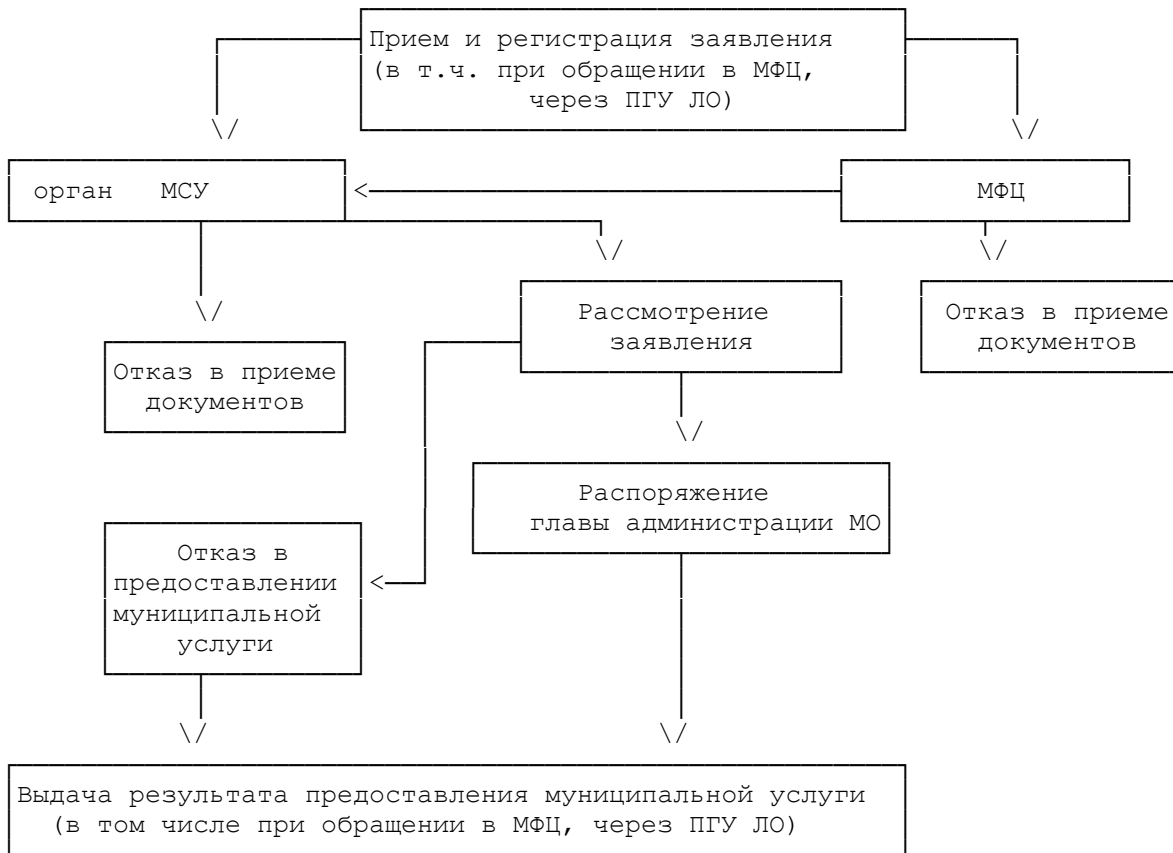 Прием и регистрация заявления
(в т.ч. при обращении в МФЦ,
через ПГУ ЛО)
орган МСУ
МФЦ
Рассмотрение
заявления
Отказ в приеме
документов
Отказ в приеме
документов
Распоряжение
главы администрации МО
Отказ в
предоставлении
муниципальной
услуги
Выдача результата предоставления муниципальной услуги
(в том числе при обращении в МФЦ, через ПГУ ЛО)